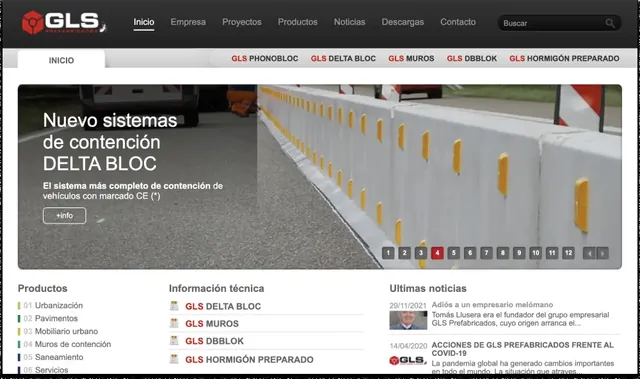 GLS
PREFABRICATS
Inicio Empresa Proyectos Productos Noticias Descargas Contacto
Buscar
INICIO
GLS PHONOBLOC GLS DELTA BLOC GLS MUROS GLS DBBLOK GLS HORMIGÓN PREPARADO
Nuevo sistemas
de contención
DELTA BLOC
El sistema más completo de contención de
vehículos con marcado CE (*)
+info
1 2 3 4 5 6 7 8 9 10 11 12
Productos
01 Urbanización
02 Pavimentos
03 Mobiliario urbano
04 Muros de contención
05 Saneamiento
06 Servicios
Información técnica
GLS DELTA BLOC
GLS MUROS
GLS DBBLOK
GLS HORMIGÓN PREPARADO
Ultimas noticias
29/11/2021 Adiós a un empresario melómano
Tomás Llusera era el fundador del grupo empresarial
GLS Prefabricados, cuyo origen arranca el...
14/04/2020 ACCIONES DE GLS PREFABRICADOS FRENTE AL
COVID-19
GLS
La pandemia global ha generado cambios importantes
en todo el mundo. La situación que atraves...